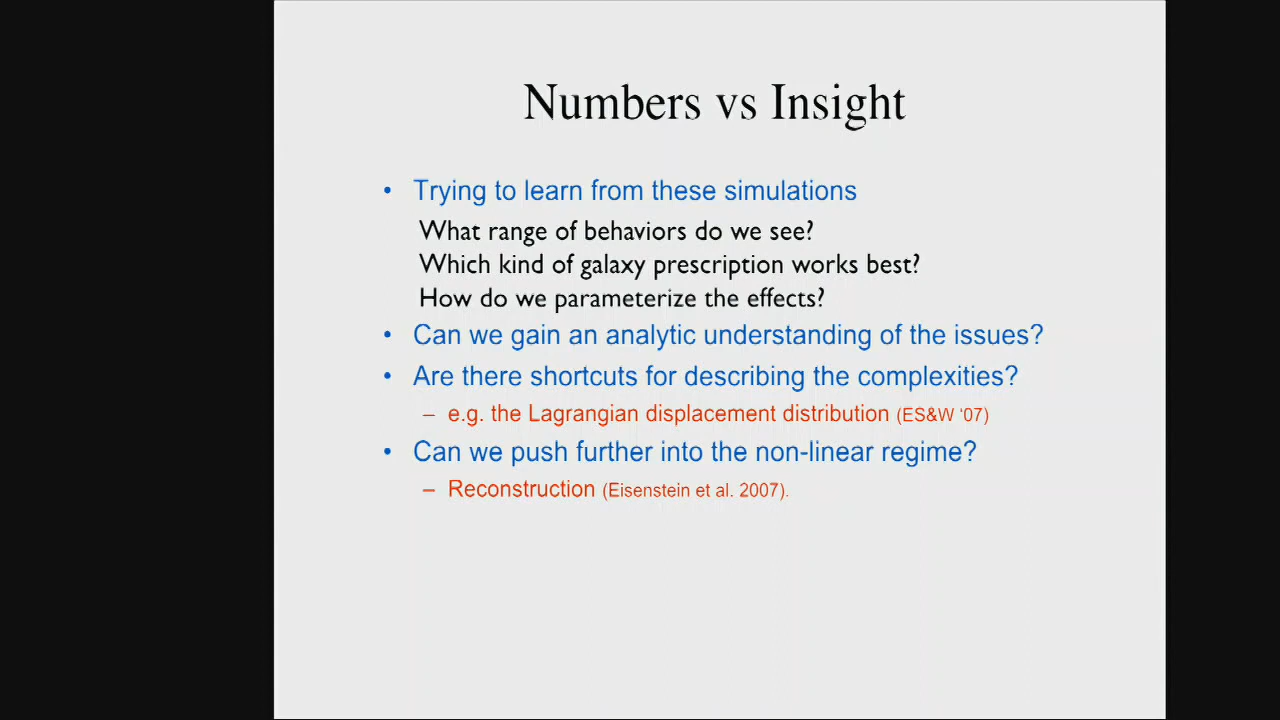 Numbers vs Insight
• Trying to learn from these simulations
What range of behaviors do we see?
Which kind of galaxy prescription works best?
How do we parameterize the effects?
• Can we gain an analytic understanding of the issues?
• Are there shortcuts for describing the complexities?
– e.g. the Lagrangian displacement distribution (ES&W ‘07)
• Can we push further into the non-linear regime?
– Reconstruction (Eisenstein et al. 2007).